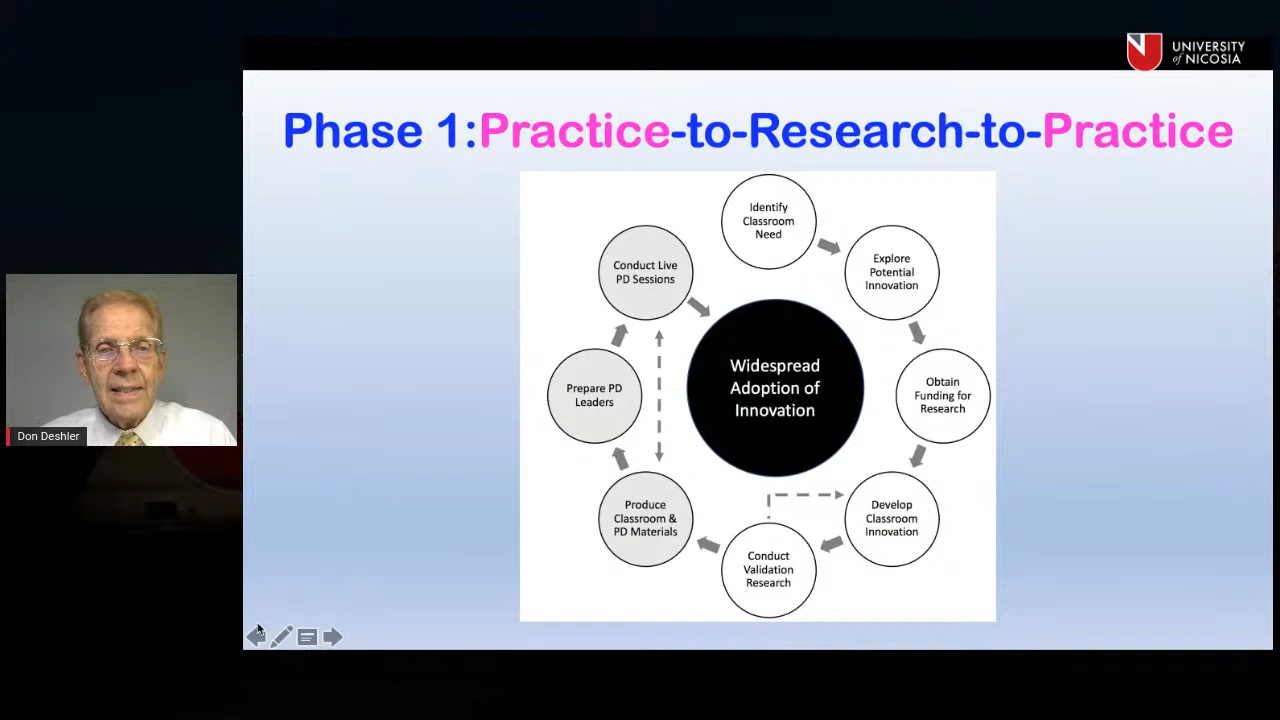 UNIVERSITY
of NICOSIA
Phase 1:Practice-to-Research-to-Practice
Identify
Classroom
Need
Explore
Potential
Innovation
Obtain
Funding for
Research
Develop
Classroom
Innovation
Conduct
Validation
Research
Produce
Classroom &
PD Materials
Prepare PD
Leaders
Conduct Live
PD Sessions
Widespread
Adoption of
Innovation
Don Deshler